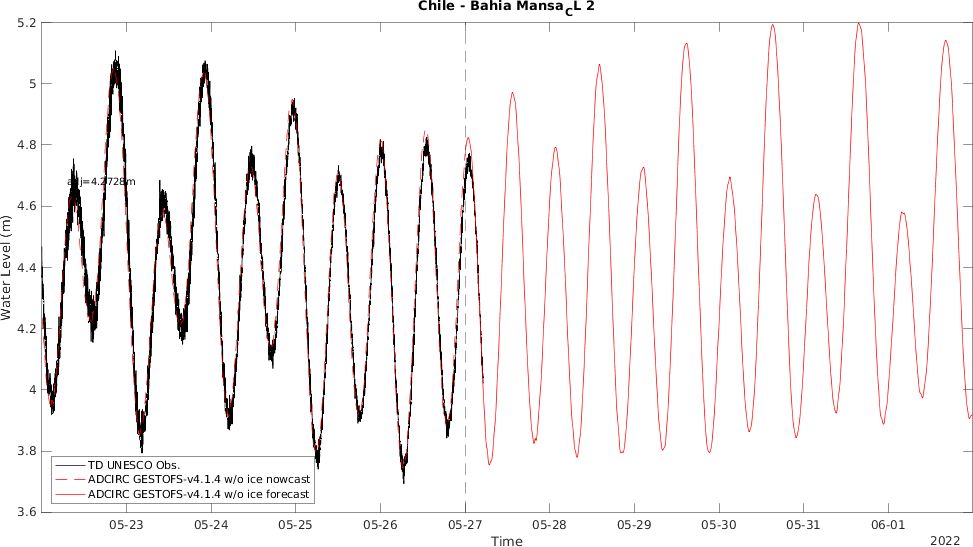 Chile - Bahia MansaCL 2
Water Level (m)
5.2
5
4.8
4.6
4.4
4.2
4
3.8
3.6
adj=4.2728m
TD UNESCO Obs.
ADCIRC GESTOFS-v4.1.4 w/o ice nowcast
ADCIRC GESTOFS-v4.1.4 w/o ice forecast
05-23 05-24 05-25 05-26 05-27 05-28 05-29 05-30 05-31 06-01
Time
2022